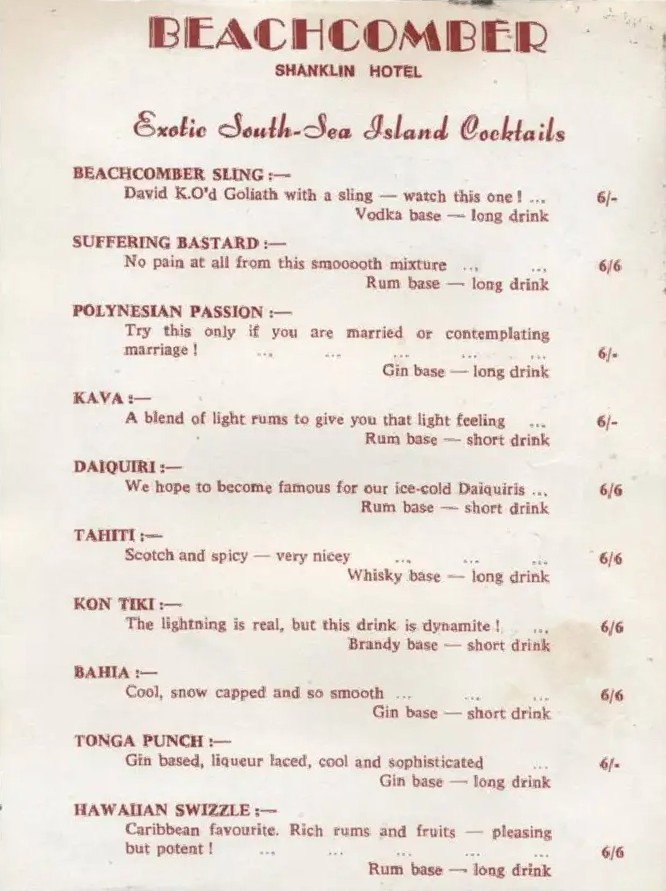 BEACHCOMBER
SHANKLIN HOTEL
Exotic South-Sea Island Cocktails
BEACHCOMBER SLING :—
David K.O'd Goliath with a sling — watch this one ! ... 6/-
Vodka base — long drink
SUFFERING BASTARD :—
No pain at all from this smooooth mixture ... ... 6/6
Rum base — long drink
POLYNESIAN PASSION :—
Try this only if you are married or contemplating
marriage ! ... ... ... ... ... 6/-
Gin base — long drink
KAVA :—
A blend of light rums to give you that light feeling ... 6/-
Rum base — short drink
DAIQUIRI :—
We hope to become famous for our ice-cold Daiquiris ... 6/6
Rum base — short drink
TAHITI :—
Scotch and spicy — very nicey ... ... ... 6/6
Whisky base — long drink
KON TIKI :—
The lightning is real, but this drink is dynamite ! ... 6/6
Brandy base — short drink
BAHIA :—
Cool, snow capped and so smooth ... ... ... 6/6
Gin base — short drink
TONGA PUNCH :—
Gin based, liqueur laced, cool and sophisticated ... 6/-
Gin base — long drink
HAWAIIAN SWIZZLE :—
Caribbean favourite. Rich rums and fruits — pleasing
but potent ! ... ... ... ... ... 6/6
Rum base — long drink